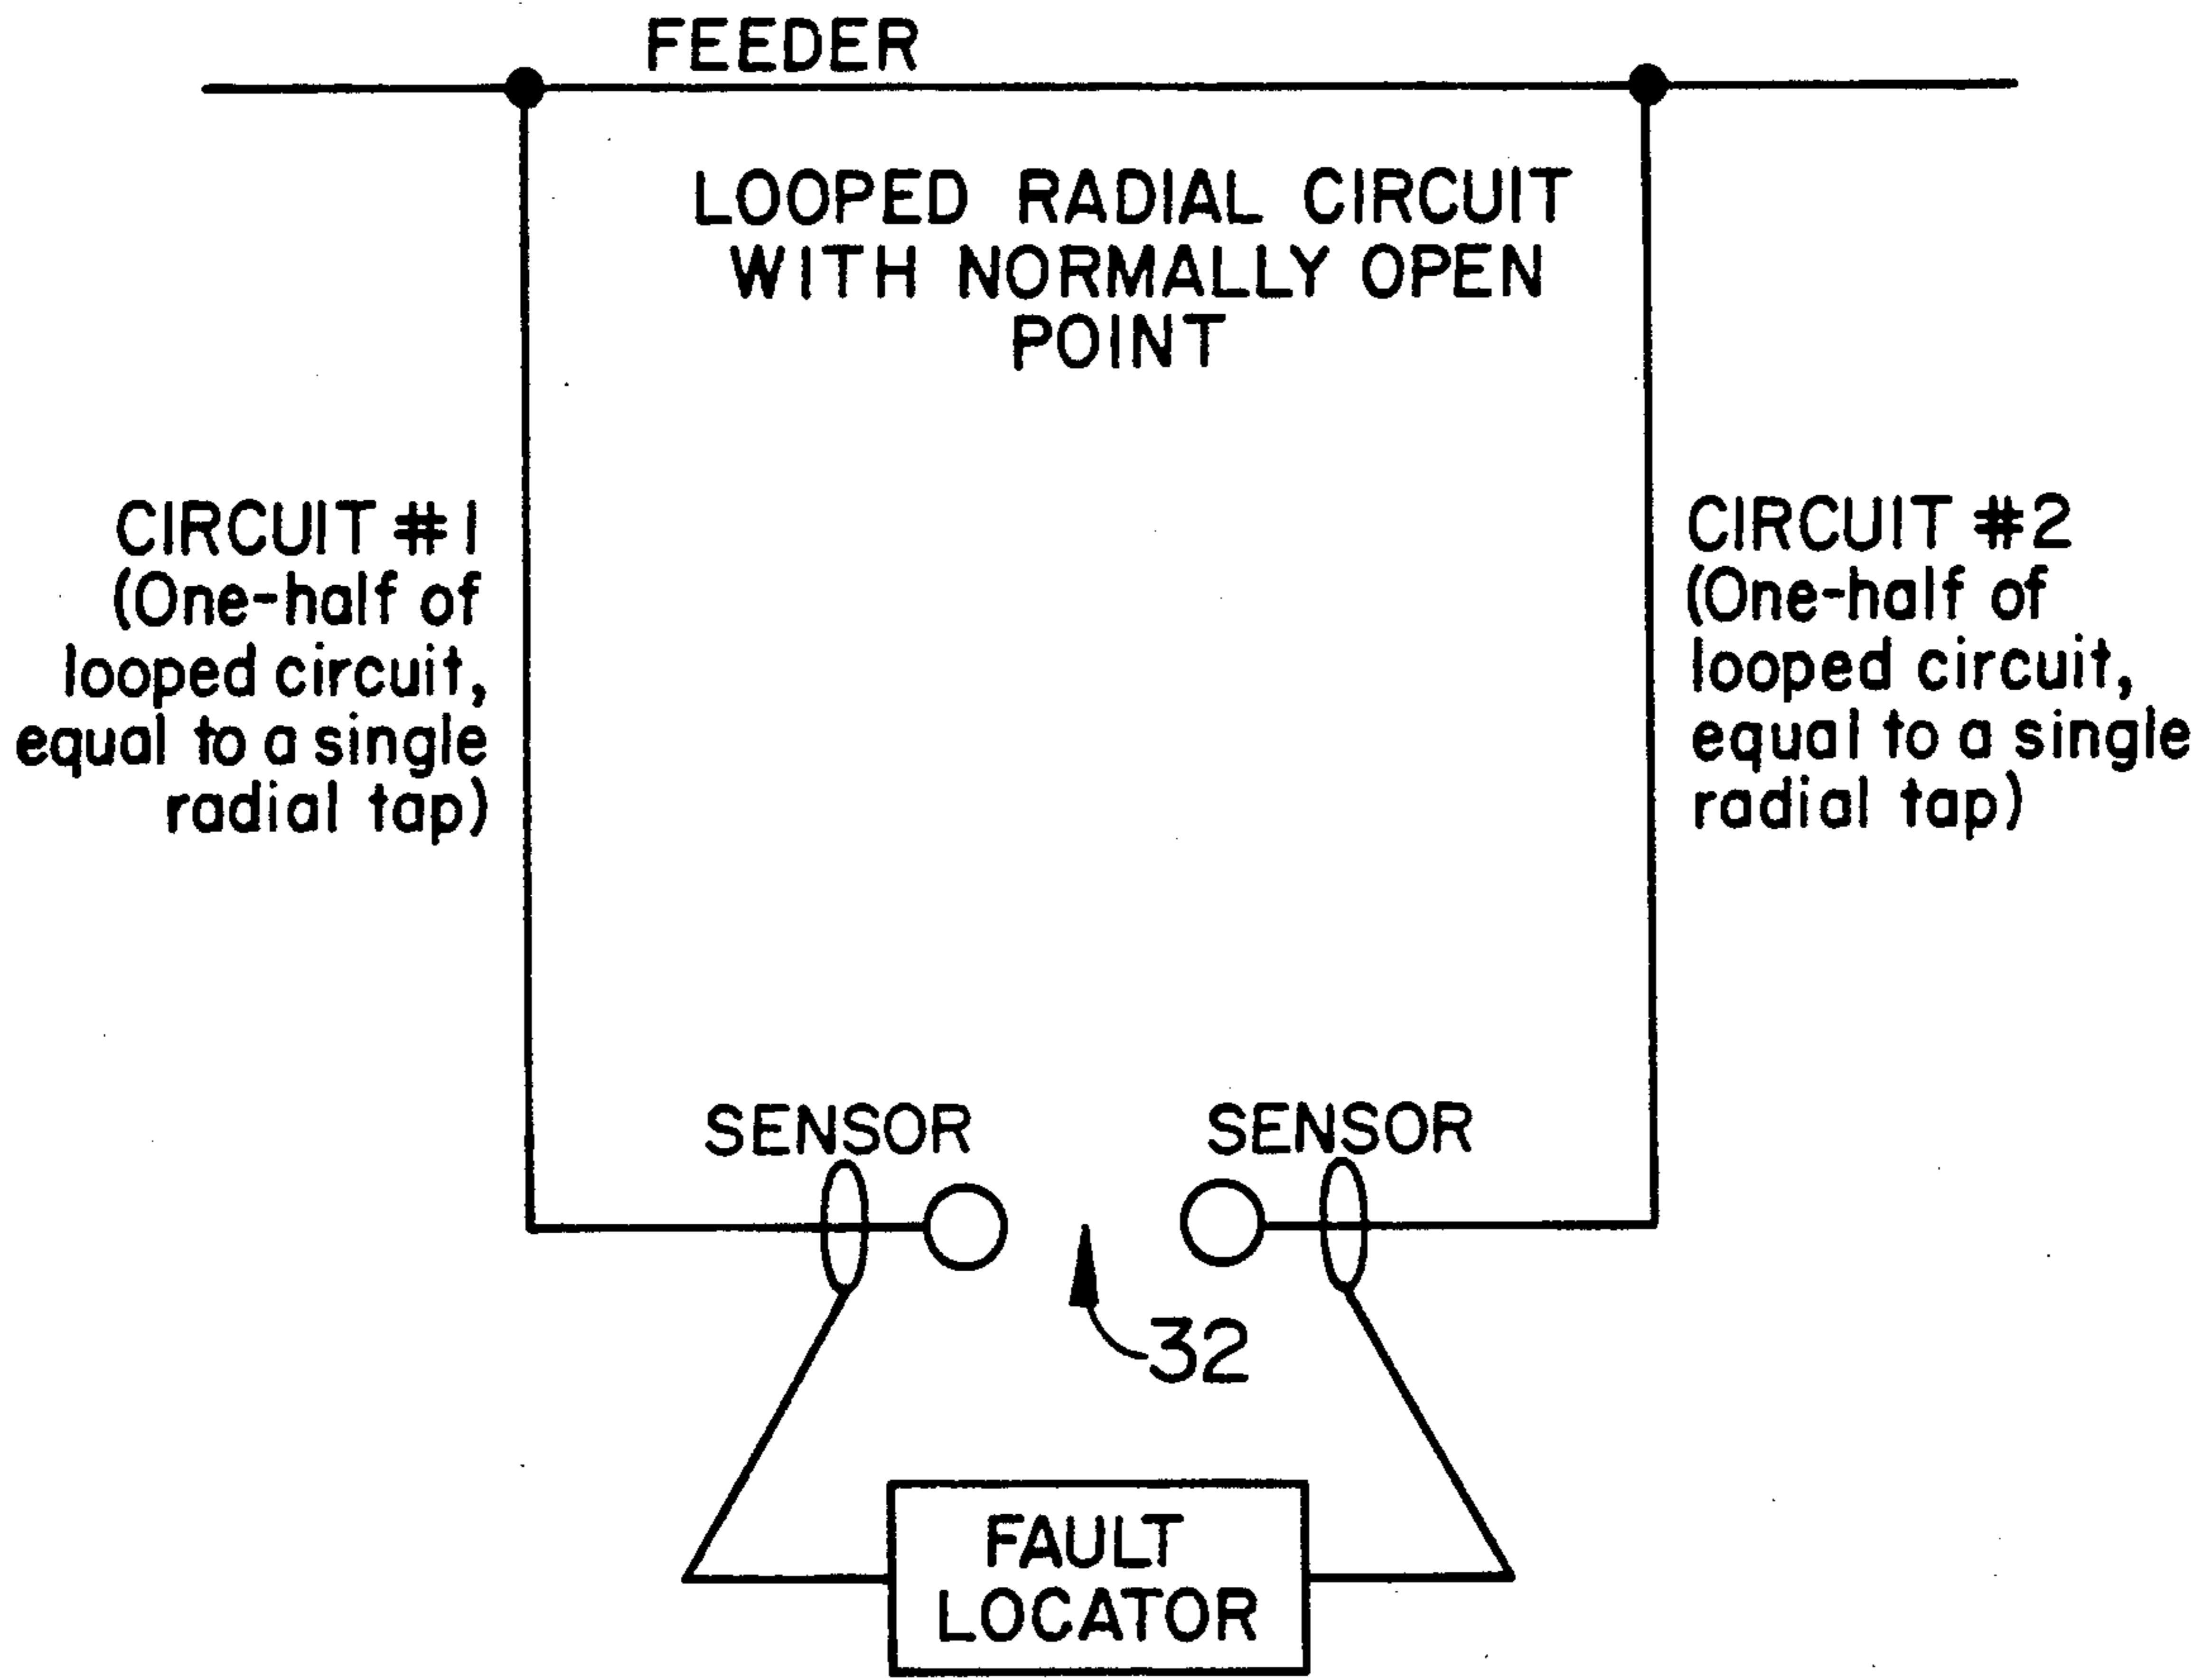 FEEDER
LOOPED RADIAL CIRCUIT
WITH NORMALLY OPEN
POINT
CIRCUIT #1
(One-half of
looped circuit,
equal to a single
radial tap)
CIRCUIT #2
(One-half of
looped circuit,
equal to a single
radial tap)
SENSOR
SENSOR
32
FAULT
LOCATOR